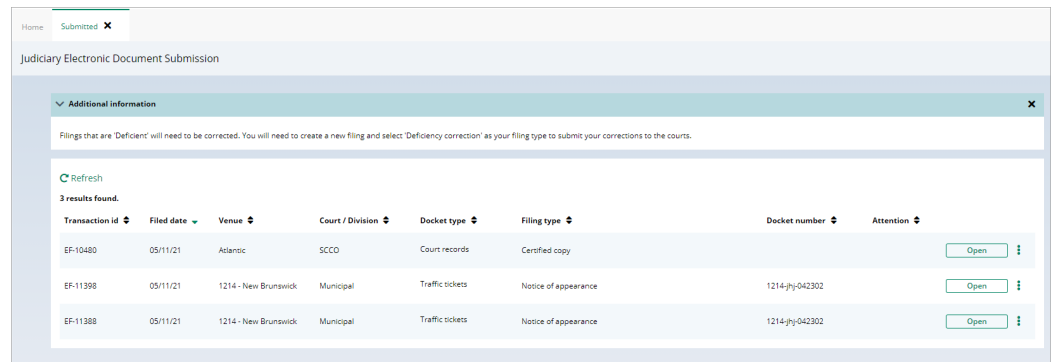 Home Submitted
Judiciary Electronic Document Submission
Additional information
Filings that are 'Deficient' will need to be corrected. You will need to create a new filing and select 'Deficiency correction' as your filing type to submit your corrections to the courts.
Refresh
3 results found.
Transaction id Filed date Venue Court / Division Docket type Filing type Docket number Attention
EF-10480 05/11/21 Atlantic SCCO Court records Certified copy Open
EF-11398 05/11/21 1214 - New Brunswick Municipal Traffic tickets Notice of appearance 1214-jhj-042302 Open
EF-11388 05/11/21 1214 - New Brunswick Municipal Traffic tickets Notice of appearance 1214-jhj-042302 Open